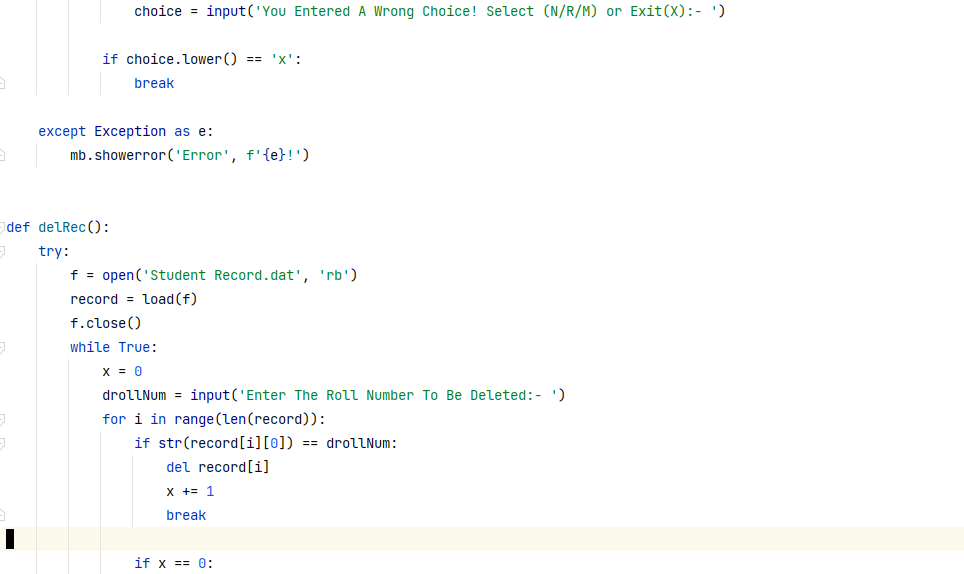 choice = input('You Entered A Wrong Choice! Select (N/R/M) or Exit(X):- ')
if choice.lower() == 'x':
break
except Exception as e:
mb.showerror('Error', f'{e}!')
def delRec():
try:
f = open('Student Record.dat', 'rb')
record = load(f)
f.close()
while True:
x = 0
drollNum = input('Enter The Roll Number To Be Deleted:- ')
for i in range(len(record)):
if str(record[i][0]) == drollNum:
del record[i]
x += 1
break
if x == 0: